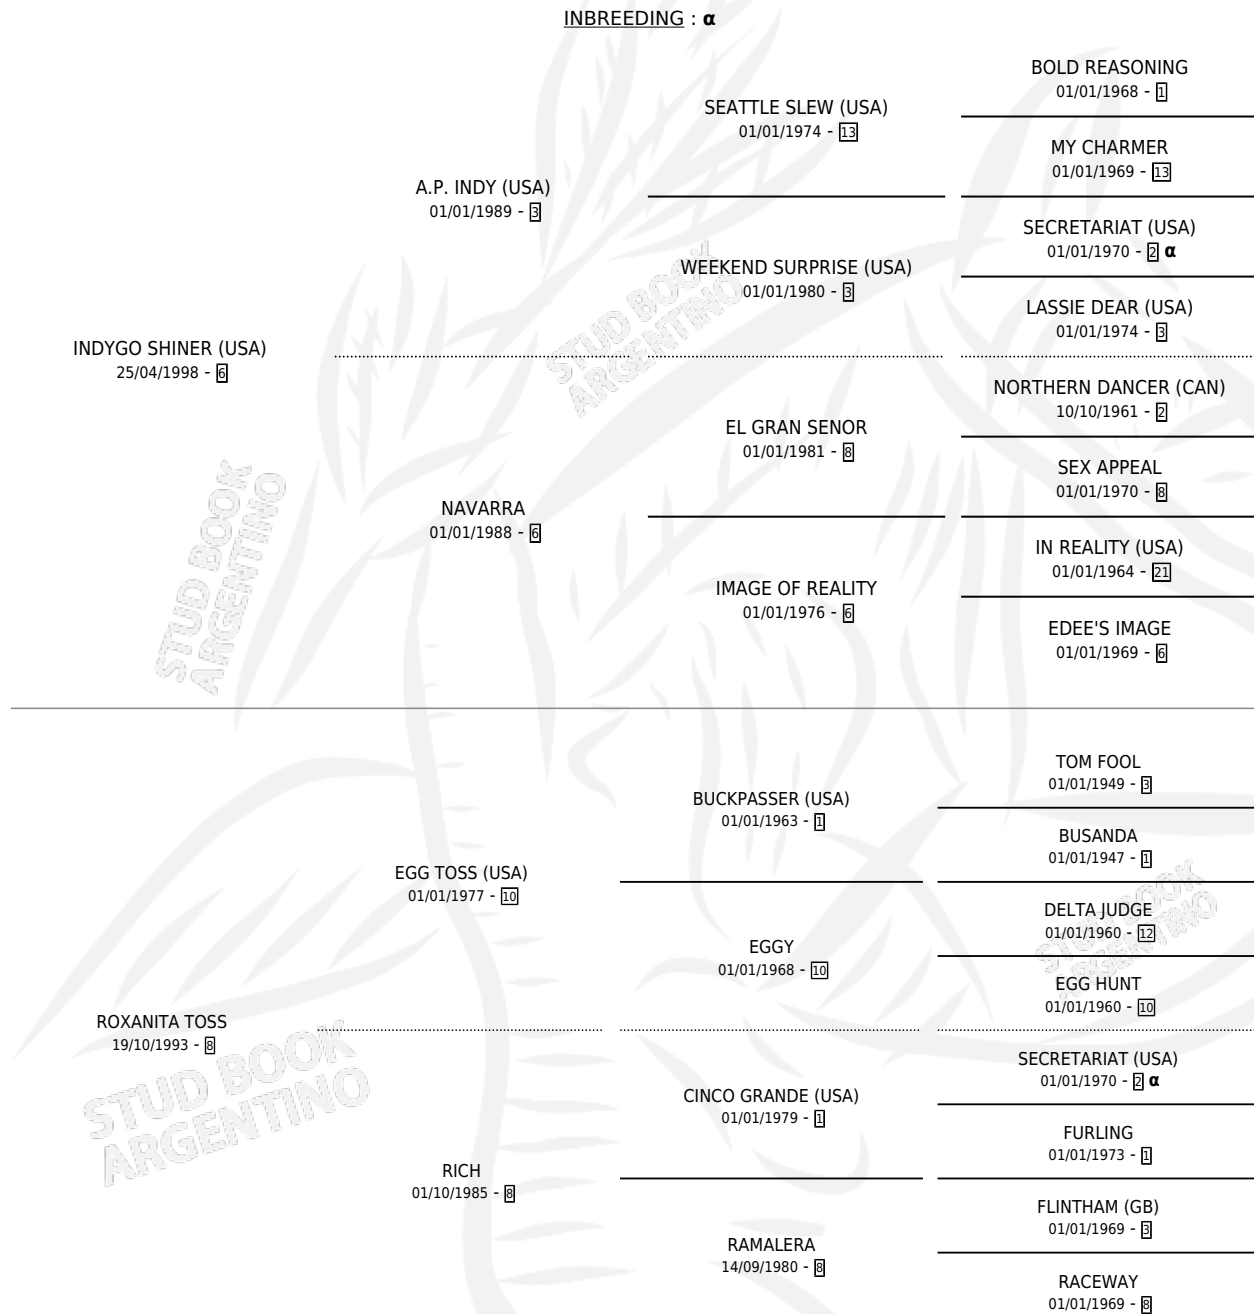 INBREEDING : α
BOLD REASONING
01/01/1968 - 1
SEATTLE SLEW (USA)
01/01/1974 - 13
MY CHARMER
01/01/1969 - 13
A.P. INDY (USA)
01/01/1989 - 3
SECRETARIAT (USA)
01/01/1970 - 2 α
WEEKEND SURPRISE (USA)
01/01/1980 - 3
LASSIE DEAR (USA)
01/01/1974 - 3
INDYGO SHINER (USA)
25/04/1998 - 6
NORTHERN DANCER (CAN)
10/10/1961 - 2
EL GRAN SENOR
01/01/1981 - 8
SEX APPEAL
01/01/1970 - 8
NAVARRA
01/01/1988 - 6
IN REALITY (USA)
01/01/1964 - 21
IMAGE OF REALITY
01/01/1976 - 6
EDEE'S IMAGE
01/01/1969 - 6
TOM FOOL
01/01/1949 - 3
BUCKPASSER (USA)
01/01/1963 - 1
BUSANDA
01/01/1947 - 1
EGG TOSS (USA)
01/01/1977 - 10
DELTA JUDGE
01/01/1960 - 12
EGGY
01/01/1968 - 10
EGG HUNT
01/01/1960 - 10
ROXANITA TOSS
19/10/1993 - 8
SECRETARIAT (USA)
01/01/1970 - 2 α
CINCO GRANDE (USA)
01/01/1979 - 1
FURLING
01/01/1973 - 1
RICH
01/10/1985 - 8
FLINTHAM (GB)
01/01/1969 - 3
RAMALERA
14/09/1980 - 8
RACEWAY
01/01/1969 - 8
STUD BOOK
ARGENTINO
STUD BOOK
ARGENTINO
STUD BOOK
ARGENTINO
STUD BOOK
ARGENTINO